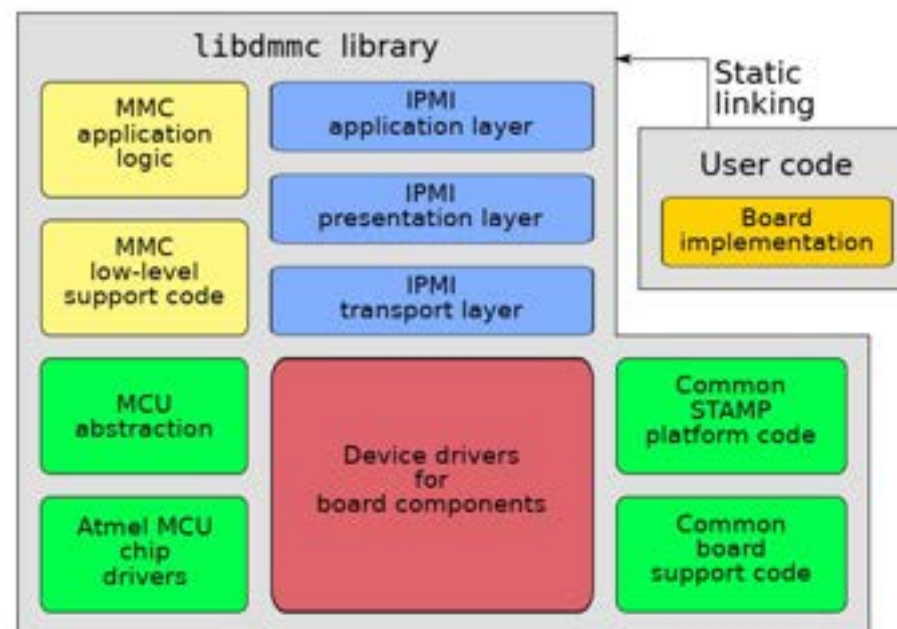 libdmmc library
MMC
application
logic
IPMI
application layer
IPMI
presentation layer
MMC
low-level
support code
IPMI
transport layer
Static
linking
User code
Board
implementation
MCU
abstraction
Device drivers
for
board components
Common
STAMP
platform code
Atmel MCU
chip
drivers
Common
board
support code